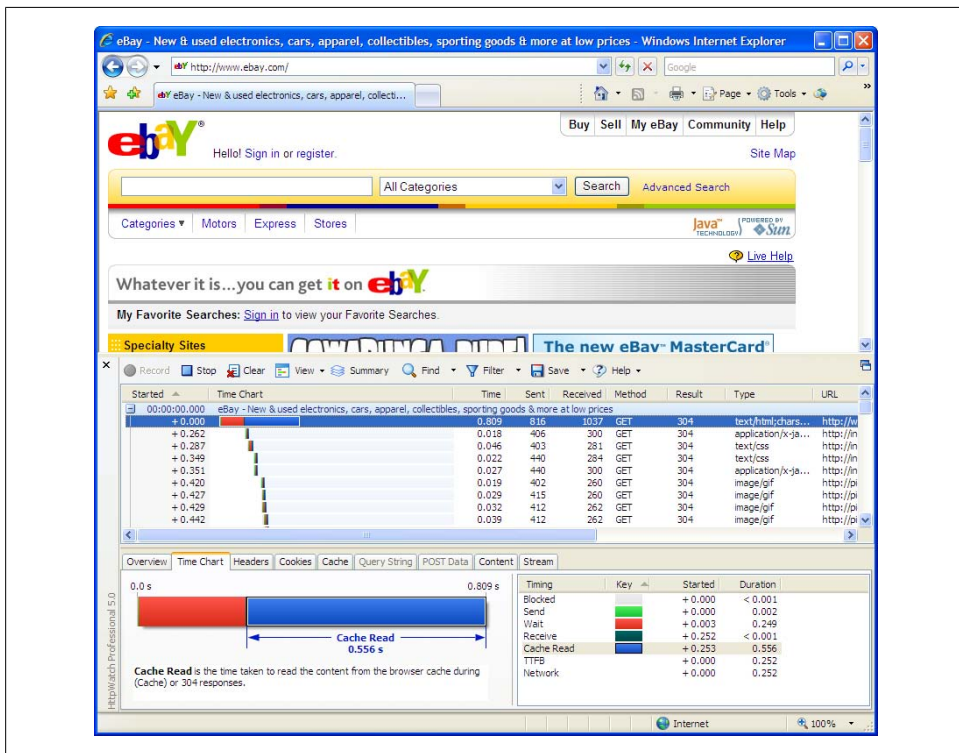 eBay - New & used electronics, cars, apparel, collectibles, sporting goods & more at low prices - Windows Internet Explorer
http://www.ebay.com/
Google
eBay - New & used electronics, cars, apparel, collecti...
Page
Tools
»
ebY®
Buy Sell My eBay Community Help
Hello! Sign in or register.
Site Map
All Categories
Search
Advanced Search
Categories Motors Express Stores
Java™ TECHNOLOGY
POWERED BY Sun
Live Help
Whatever it is...you can get it on ebaY.
My Favorite Searches: Sign in to view your Favorite Searches.
Specialty Sites
The new eBay™ MasterCard®
Record Stop Clear View Summary Find Filter Save Help
Started Time Chart Time Sent Received Method Result Type URL
00:00:00.000 eBay - New & used electronics, cars, apparel, collectibles, sporting goods & more at low prices
+ 0.000 0.809 816 1037 GET 304 text/html;chars... http://w
+ 0.262 0.018 406 300 GET 304 application/x-ja... http://in
+ 0.287 0.046 403 281 GET 304 text/css http://in
+ 0.349 0.022 440 284 GET 304 text/css http://in
+ 0.351 0.027 440 300 GET 304 application/x-ja... http://in
+ 0.420 0.019 402 260 GET 304 image/gif http://pi
+ 0.427 0.029 415 260 GET 304 image/gif http://pi
+ 0.429 0.032 412 262 GET 304 image/gif http://pi
+ 0.442 0.039 412 262 GET 304 image/gif http://pi
Overview Time Chart Headers Cookies Cache Query String POST Data Content Stream
0.0 s 0.809 s
Cache Read
0.556 s
Cache Read is the time taken to read the content from the browser cache during
(Cache) or 304 responses.
Timing Key Started Duration
Blocked + 0.000 < 0.001
Send + 0.000 0.002
Wait + 0.003 0.249
Receive + 0.252 < 0.001
Cache Read + 0.253 0.556
TTFB + 0.000 0.252
Network + 0.000 0.252
HttpWatch Professional 5.0
Internet
100%